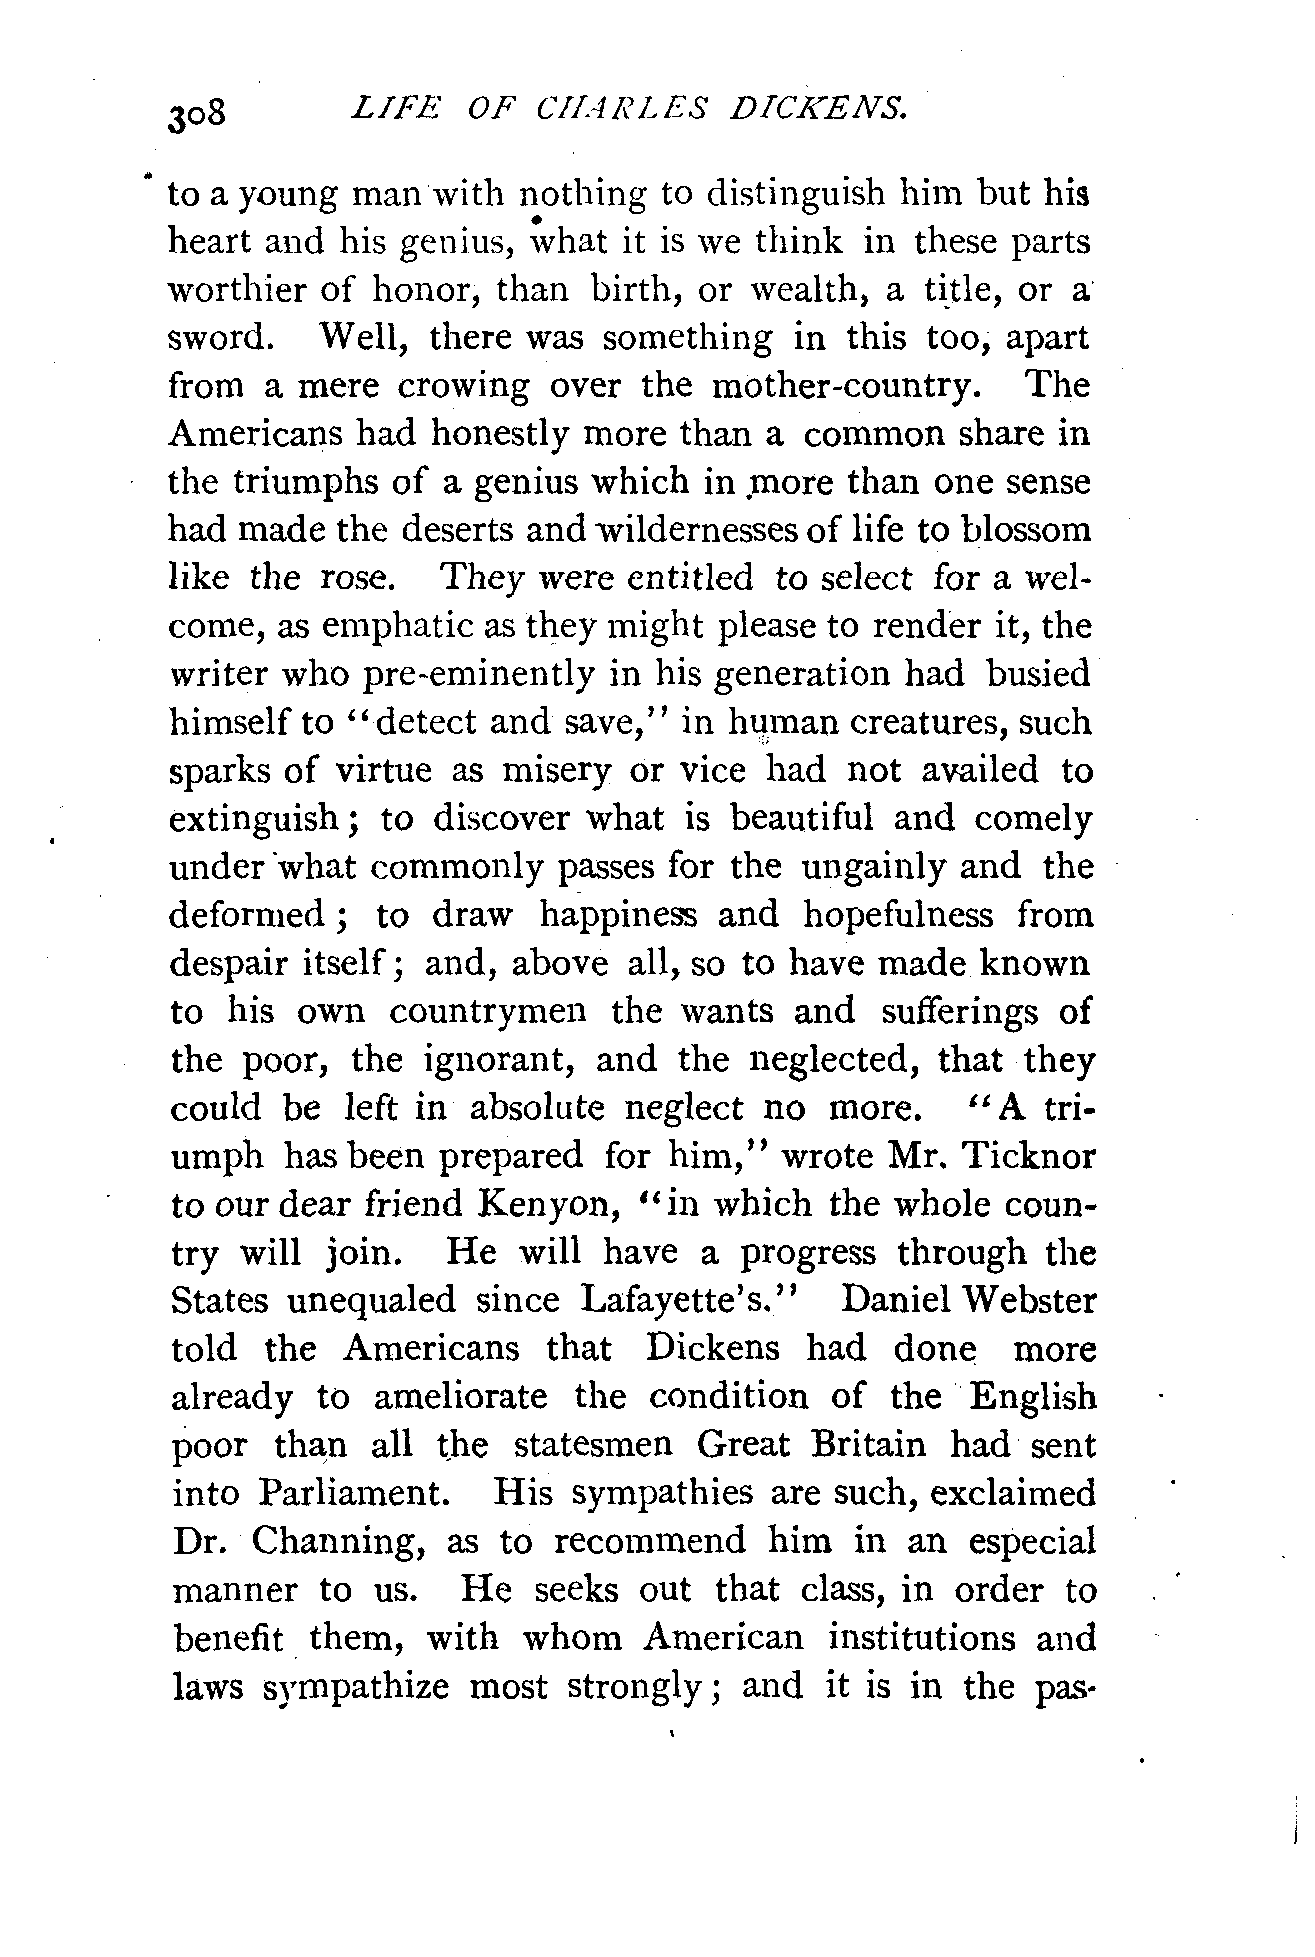 308 LIFE OF CHARLES DICKENS.
to a young man with nothing to distinguish him but his
heart and his genius, what it is we think in these parts
worthier of honor, than birth, or wealth, a title, or a
sword. Well, there was something in this too, apart
from a mere crowing over the mother-country. The
Americans had honestly more than a common share in
the triumphs of a genius which in more than one sense
had made the deserts and wildernesses of life to blossom
like the rose. They were entitled to select for a wel-
come, as emphatic as they might please to render it, the
writer who pre-eminently in his generation had busied
himself to “detect and save,” in human creatures, such
sparks of virtue as misery or vice had not availed to
extinguish; to discover what is beautiful and comely
under what commonly passes for the ungainly and the
deformed; to draw happiness and hopefulness from
despair itself; and, above all, so to have made known
to his own countrymen the wants and sufferings of
the poor, the ignorant, and the neglected, that they
could be left in absolute neglect no more. “A tri-
umph has been prepared for him,” wrote Mr. Ticknor
to our dear friend Kenyon, “in which the whole coun-
try will join. He will have a progress through the
States unequaled since Lafayette’s.” Daniel Webster
told the Americans that Dickens had done more
already to ameliorate the condition of the English
poor than all the statesmen Great Britain had sent
into Parliament. His sympathies are such, exclaimed
Dr. Channing, as to recommend him in an especial
manner to us. He seeks out that class, in order to
benefit them, with whom American institutions and
laws sympathize most strongly; and it is in the pas-